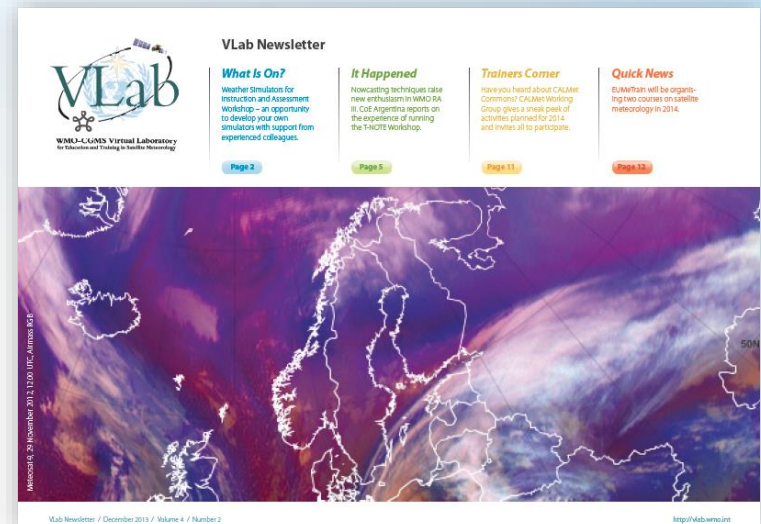 VLab
WMO-CGMS Virtual Laboratory
for Education and Training in Satellite Meteorology
VLab Newsletter
What Is On?
Weather Simulators for
Instruction and Assessment
Workshop – an opportunity
to develop your own
simulators with support from
experienced colleagues.
Page 2
It Happened
Nowcasting techniques raise
new enthusiasm in WMO RA
III. CoE Argentina reports on
the experience of running
the T-NOTE Workshop.
Page 5
Trainers Corner
Have you heard about CALMet
Commons? CALMet Working
Group gives a sneak peek of
activities planned for 2014
and invites all to participate.
Page 11
Quick News
EUMeTrain will be organis-
ing two courses on satellite
meteorology in 2014.
Page 12
Meteosat-9, 29 November 2012, 12:00 UTC, Airmass RGB
50N
VLab Newsletter / December 2013 / Volume 4 / Number 2
http://vlab.wmo.int